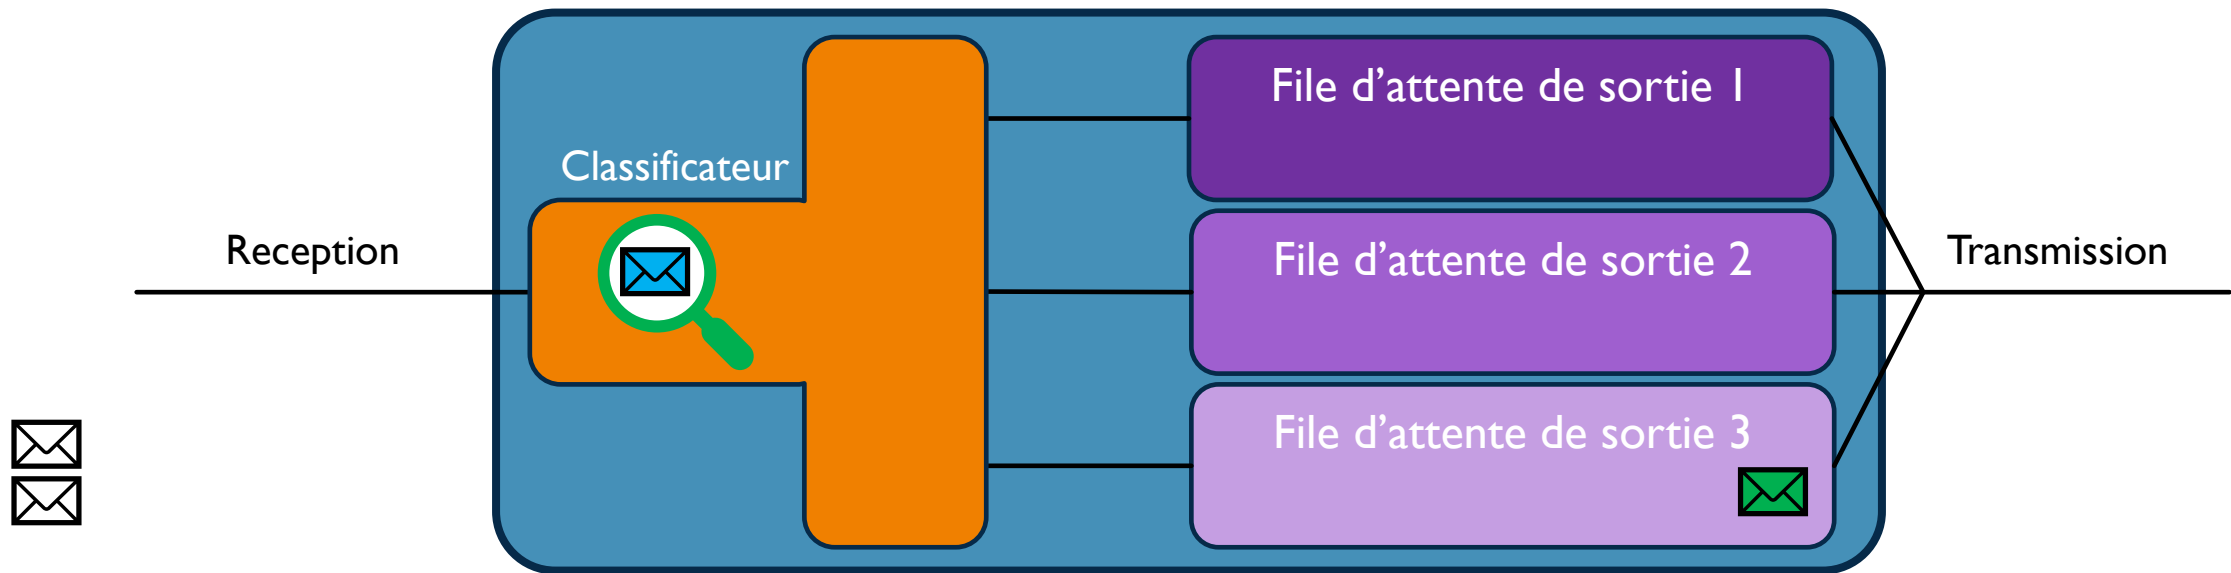 File d’attente de sortie 1
Classificateur
Reception
File d’attente de sortie 2
Transmission
File d’attente de sortie 3